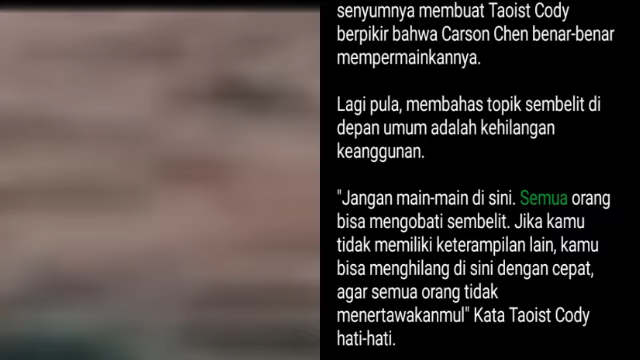 senyumnya membuat Taoist Cody
berpikir bahwa Carson Chen benar-benar
mempermainkannya.
Lagi pula, membahas topik sembelit di
depan umum adalah kehilangan
keanggunan.
"Jangan main-main di sini. Semua orang
bisa mengobati sembelit. Jika kamu
tidak memiliki keterampilan lain, kamu
bisa menghilang di sini dengan cepat,
agar semua orang tidak
menertawakanmul" Kata Taoist Cody
hati-hati.